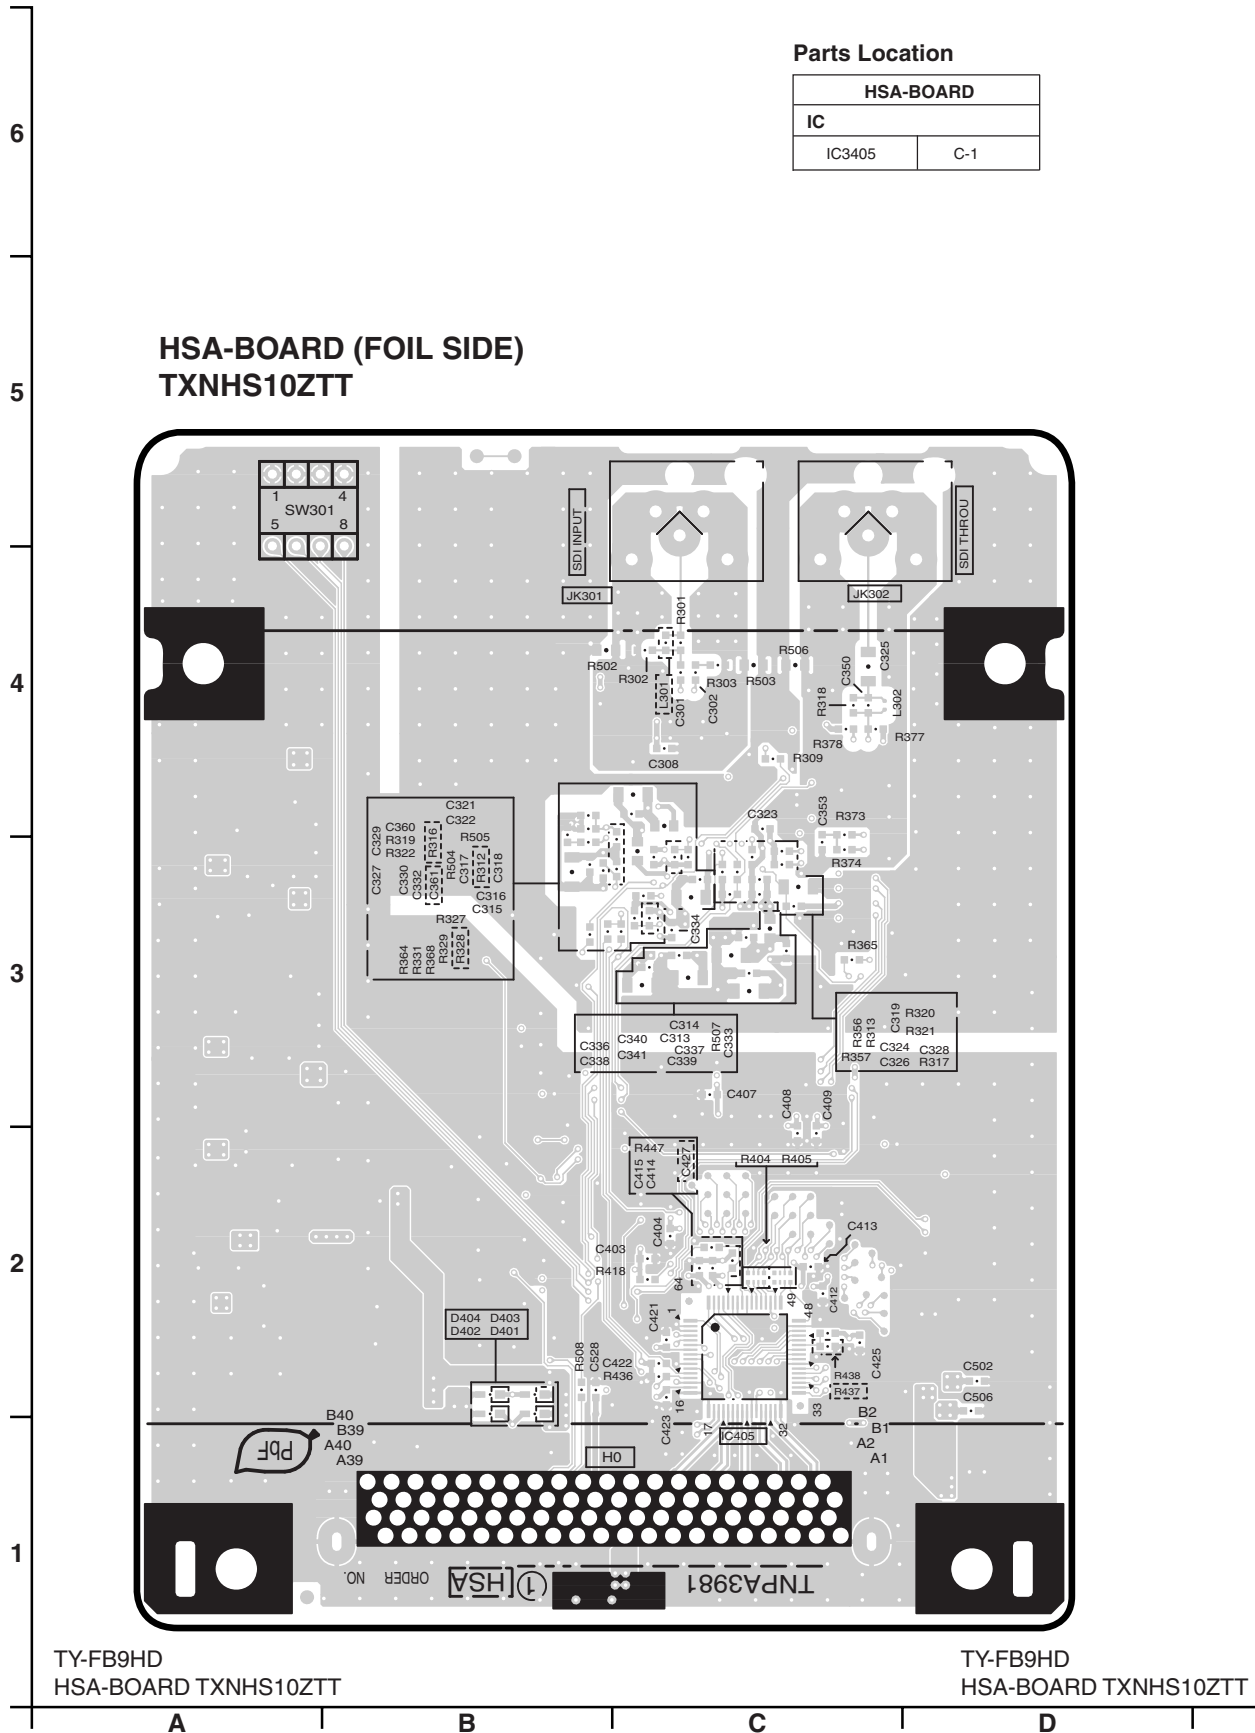 Parts Location
HSA-BOARD
IC
IC3405 C-1
6
HSA-BOARD (FOIL SIDE)
TXNHS10ZTT
5
1 4
SW301
5 8
SDI INPUT
SDI THROU
JK301
JK302
R301
4
R502
R302
L301
C301
C302
R303
R503
R506
C350
C325
R318
L302
R378
R377
C308
R309
C321
C322
C329
C360
R319
R322
R316
R505
C327
C330
C332
C361
R504
C317
R312
C318
C316
C315
R327
R364
R331
R368
R329
R328
C323
C353
R373
R374
C334
R365
3
C314
C336
C340
C313
R507
C333
C338
C341
C337
C339
R356
R313
C319
R320
R321
C324
C328
R357
C326
R317
C407
C408
C409
R447
C415
C414
C427
R404 R405
C404
C413
2
C403
R418
64
49
48
C412
C421
1
D404 D403
D402 D401
R508
C528
C422
R436
16
C423
17
IC405
32
33
R438
R437
C425
C502
C506
B40
B39
A40
A39
B2
B1
A2
A1
PbF
H0
1
NO.
ORDER
HSA
1
TNPA3981
TY-FB9HD
HSA-BOARD TXNHS10ZTT
TY-FB9HD
HSA-BOARD TXNHS10ZTT
A B C D